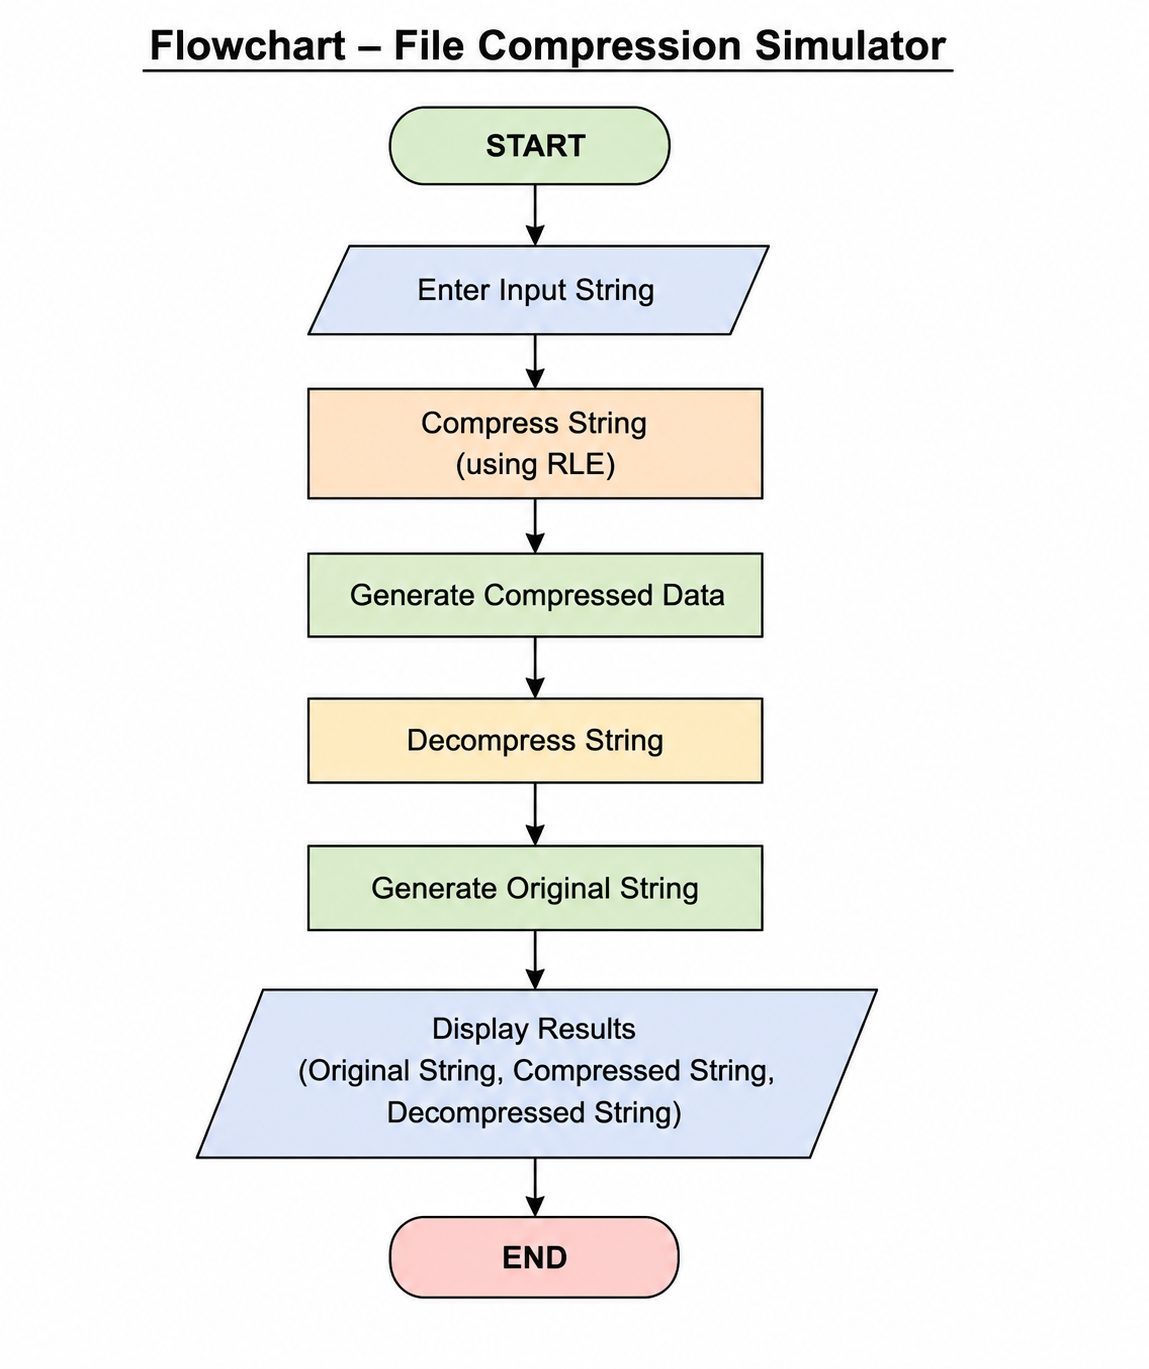 Flowchart – File Compression Simulator
START
Enter Input String
Compress String
(using RLE)
Generate Compressed Data
Decompress String
Generate Original String
Display Results
(Original String, Compressed String,
Decompressed String)
END